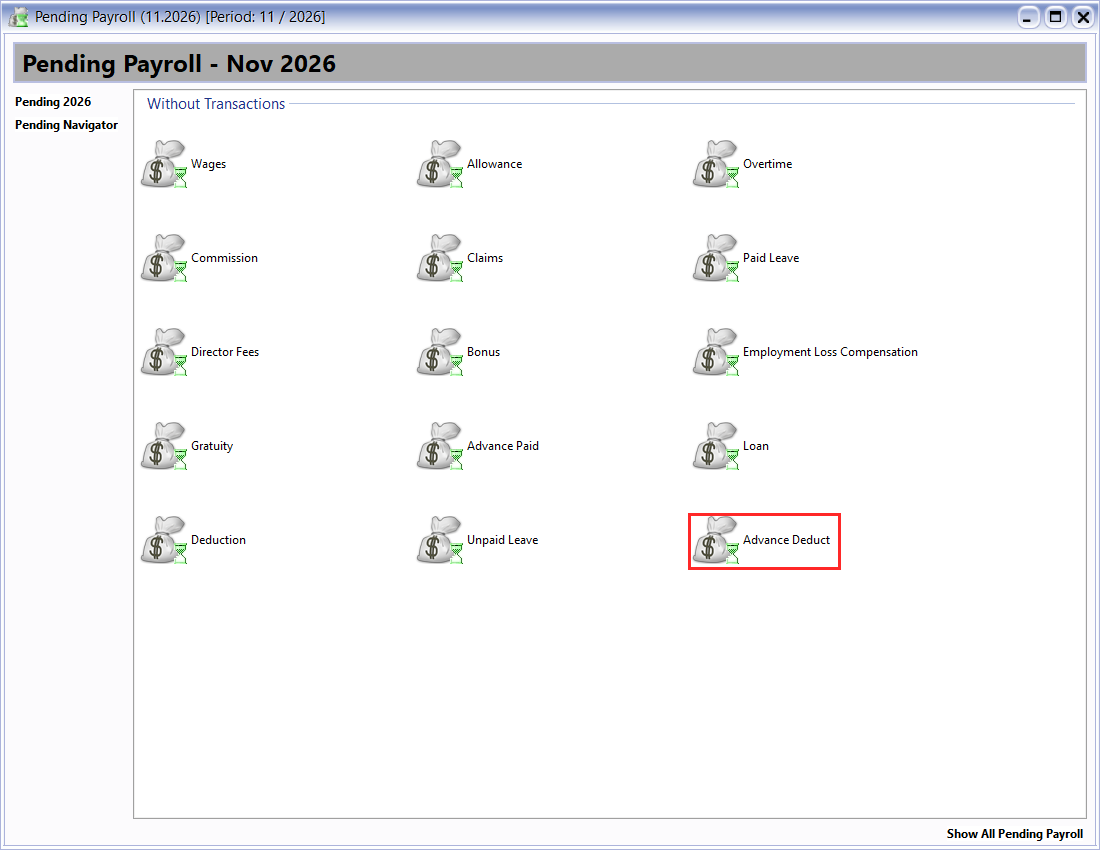 Pending Payroll (11.2026) [Period: 11 / 2026]
Pending Payroll - Nov 2026
Pending 2026
Pending Navigator
Without Transactions
Wages
Allowance
Overtime
Commission
Claims
Paid Leave
Director Fees
Bonus
Employment Loss Compensation
Gratuity
Advance Paid
Loan
Deduction
Unpaid Leave
Advance Deduct
Show All Pending Payroll